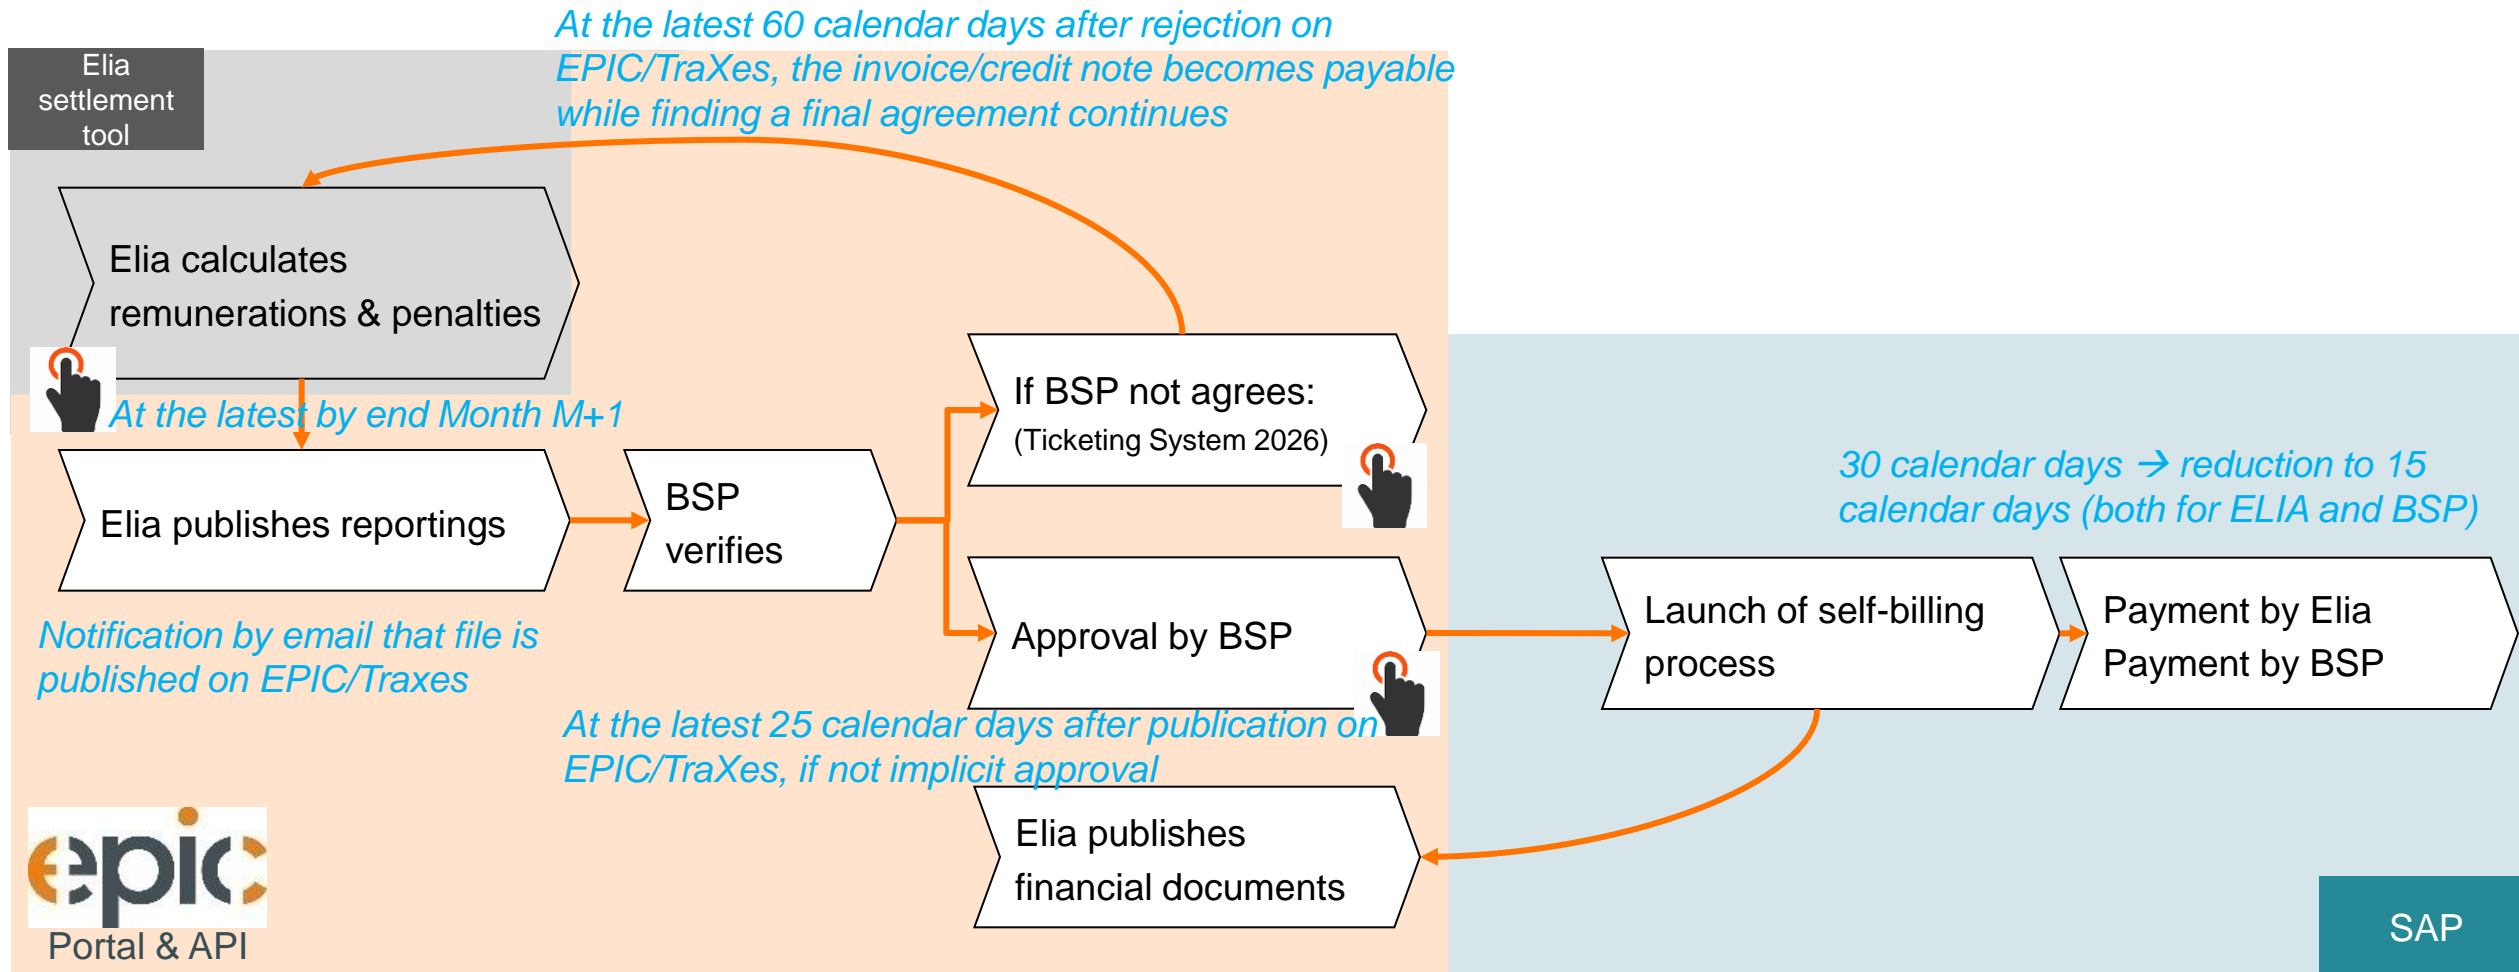 At the latest 60 calendar days after rejection on
EPIC/TraXes, the invoice/credit note becomes payable
while finding a final agreement continues
Elia
settlement
tool
Elia calculates
remunerations & penalties
At the latest by end Month M+1
If BSP not agrees:
(Ticketing System 2026)
Elia publishes reportings
BSP
verifies
30 calendar days → reduction to 15
calendar days (both for ELIA and BSP)
Approval by BSP
Launch of self-billing
process
Payment by Elia
Payment by BSP
Notification by email that file is
published on EPIC/Traxes
At the latest 25 calendar days after publication on
EPIC/TraXes, if not implicit approval
Elia publishes
financial documents
epic
Portal & API
SAP